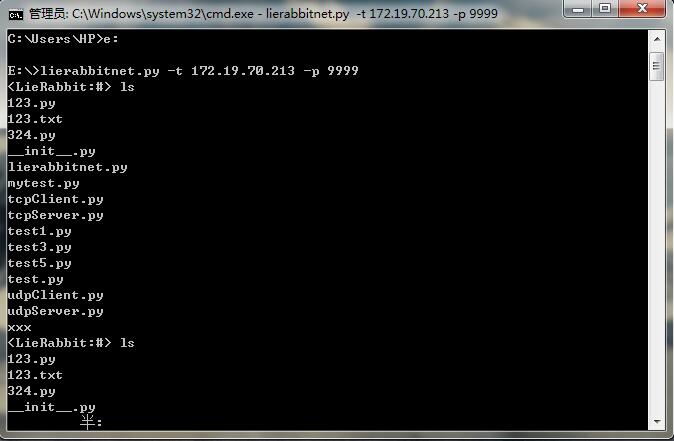 管理员: C:\Windows\system32\cmd.exe - lierabbitnet.py -t 172.19.70.213 -p 9999
C:\Users\HP>e:
E:\>lierabbitnet.py -t 172.19.70.213 -p 9999
<LieRabbit:#> ls
123.py
123.txt
324.py
__init__.py
lierabbitnet.py
mytest.py
tcpClient.py
tcpServer.py
test1.py
test3.py
test5.py
test.py
udpClient.py
udpServer.py
xxx
<LieRabbit:#> ls
123.py
123.txt
324.py
__init__.py
半: